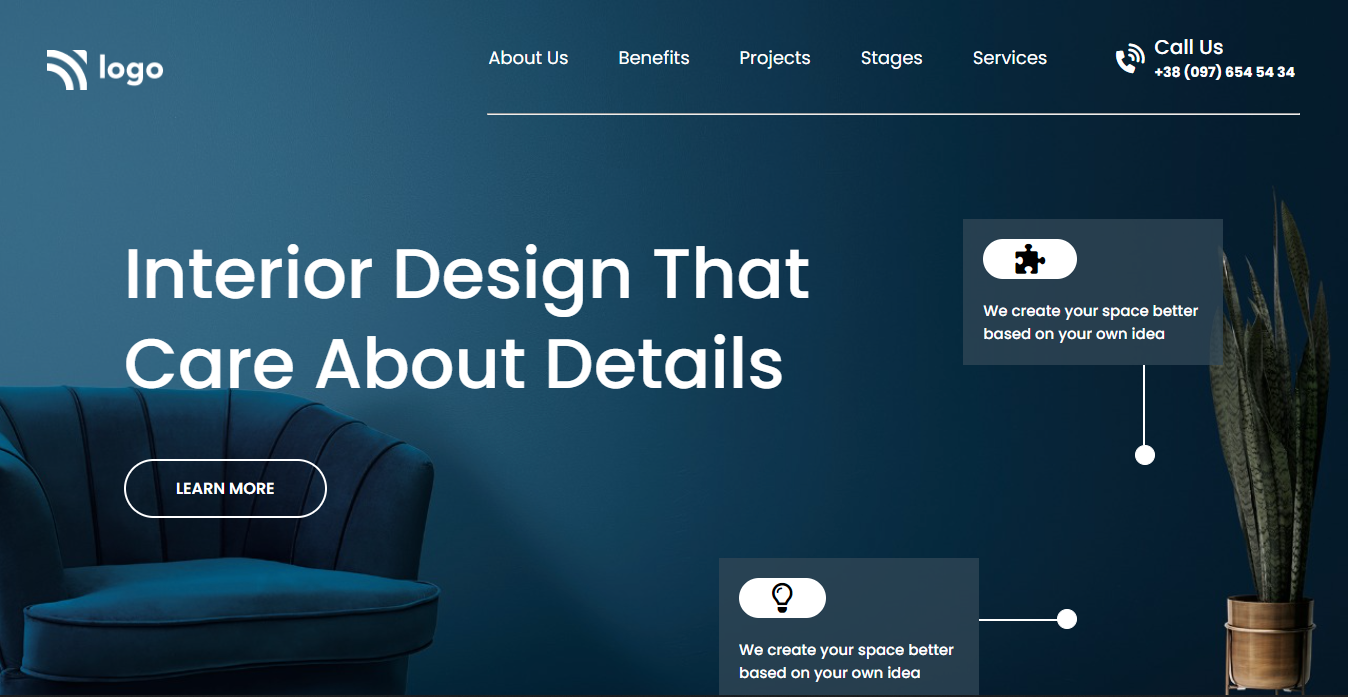 logo
About Us
Benefits
Projects
Stages
Services
Call Us
+38 (097) 654 54 34
Interior Design That
Care About Details
LEARN MORE
We create your space better
based on your own idea
We create your space better
based on your own idea